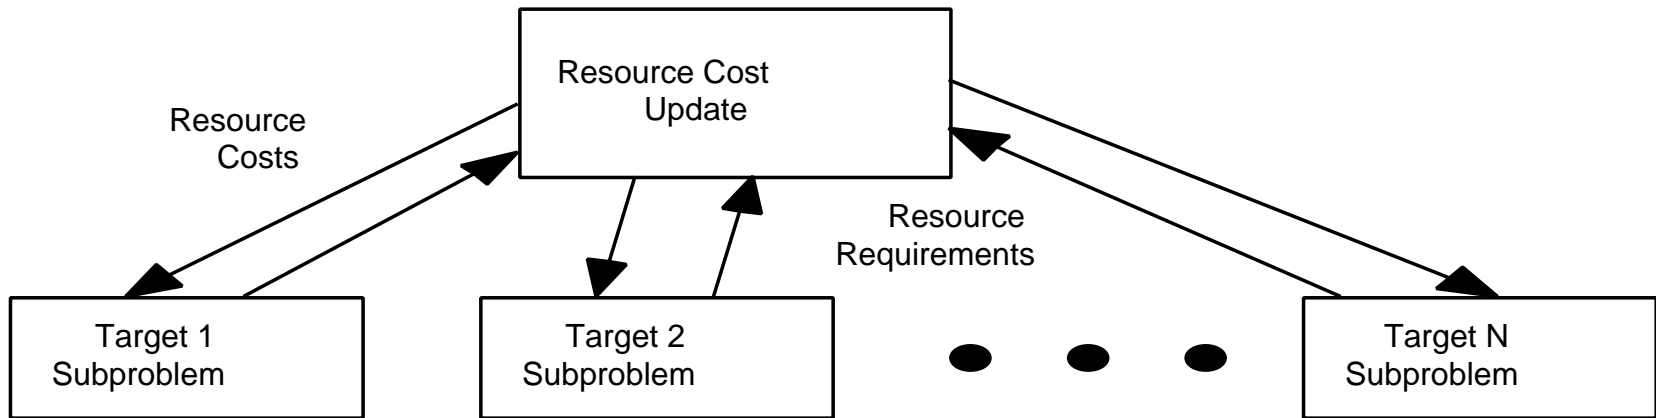 Resource Cost
Update
Resource
Costs
Resource
Requirements
Target 1
Subproblem
Target 2
Subproblem
Target N
Subproblem